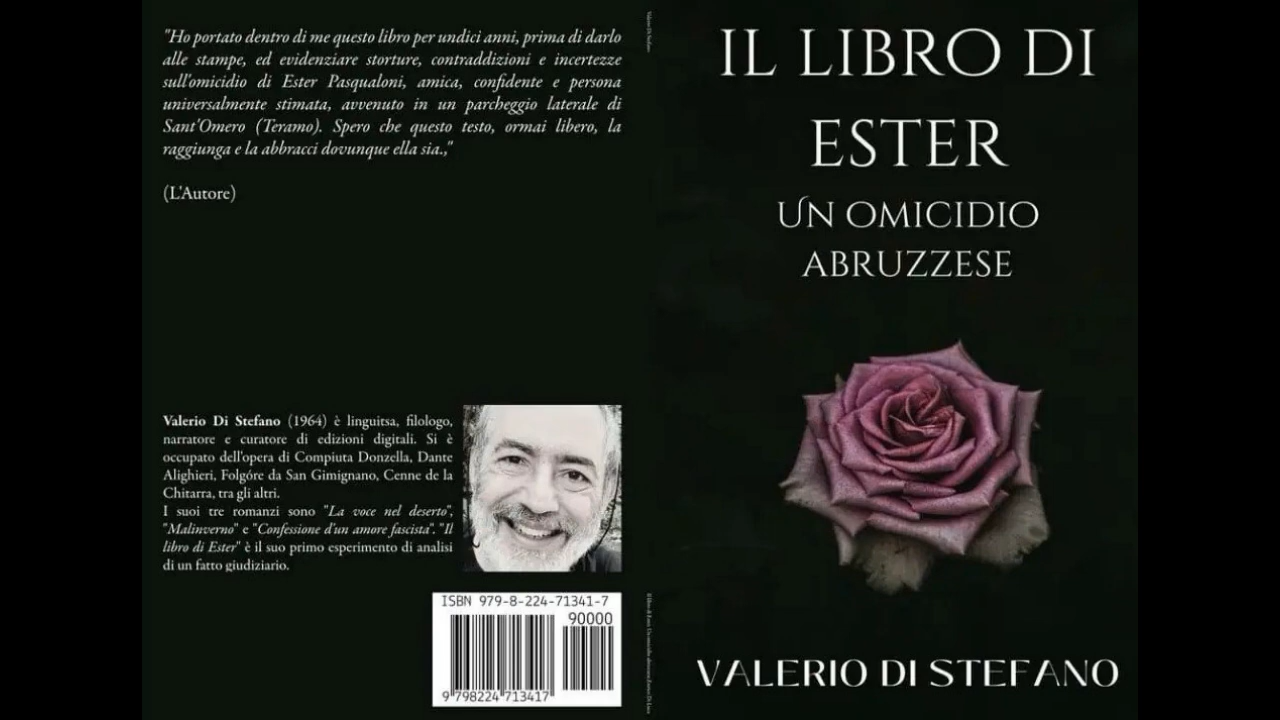 "Ho portato dentro di me questo libro per undici anni, prima di darlo
alle stampe, ed evidenziare storture, contraddizioni e incertezze
sull'omicidio di Ester Pasqualoni, amica, confidente e persona
universalmente stimata, avvenuto in un parcheggio laterale di
Sant'Omero (Teramo). Spero che questo testo, ormai libero, la
raggiunga e la abbracci dovunque ella sia.,"
(L'Autore)
Valerio Di Stefano (1964) è linguitsa, filologo,
narratore e curatore di edizioni digitali. Si è
occupato dell'opera di Compiuta Donzella, Dante
Alighieri, Folgóre da San Gimignano, Cenne de la
Chitarra, tra gli altri.
I suoi tre romanzi sono "La voce nel deserto",
"Malinverno" e "Confessione d'un amore fascista". "Il
libro di Ester" è il suo primo esperimento di analisi
di un fatto giudiziario.
ISBN 979-8-224-71341-7
90000
9 798224 713417
Valerio Di Stefano
IL LIBRO DI
ESTER
UN OMICIDIO
ABRUZZESE
VALERIO DI STEFANO